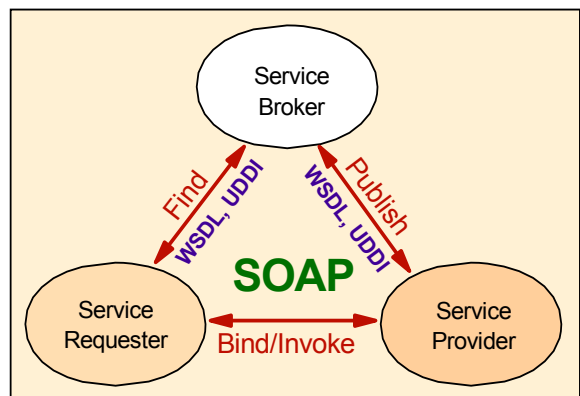 Service
Broker
Find
WSDL, UDDI
Publish
WSDL, UDDI
SOAP
Service
Requester
Bind/Invoke
Service
Provider